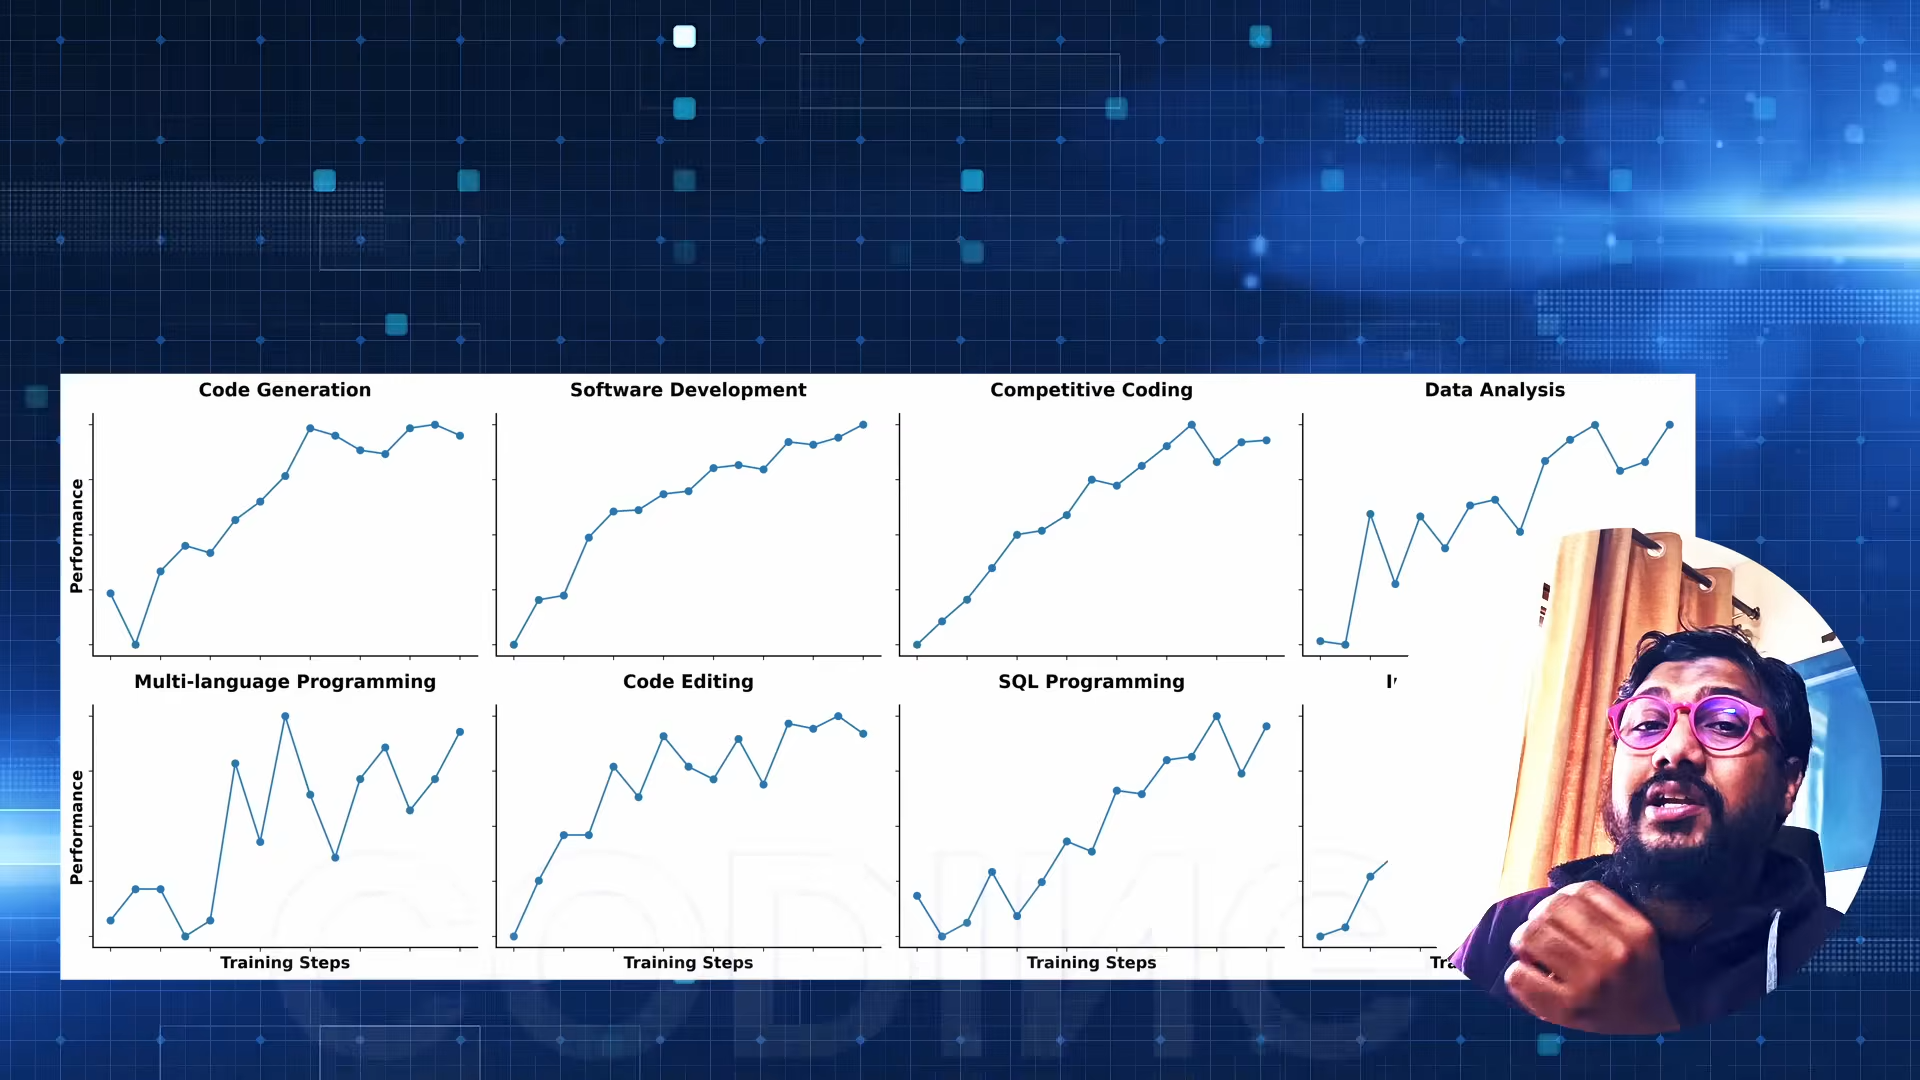 Code Generation
Software Development
Competitive Coding
Data Analysis
Performance
Multi-language Programming
Code Editing
SQL Programming
Performance
Training Steps
Training Steps
Training Steps
CODING